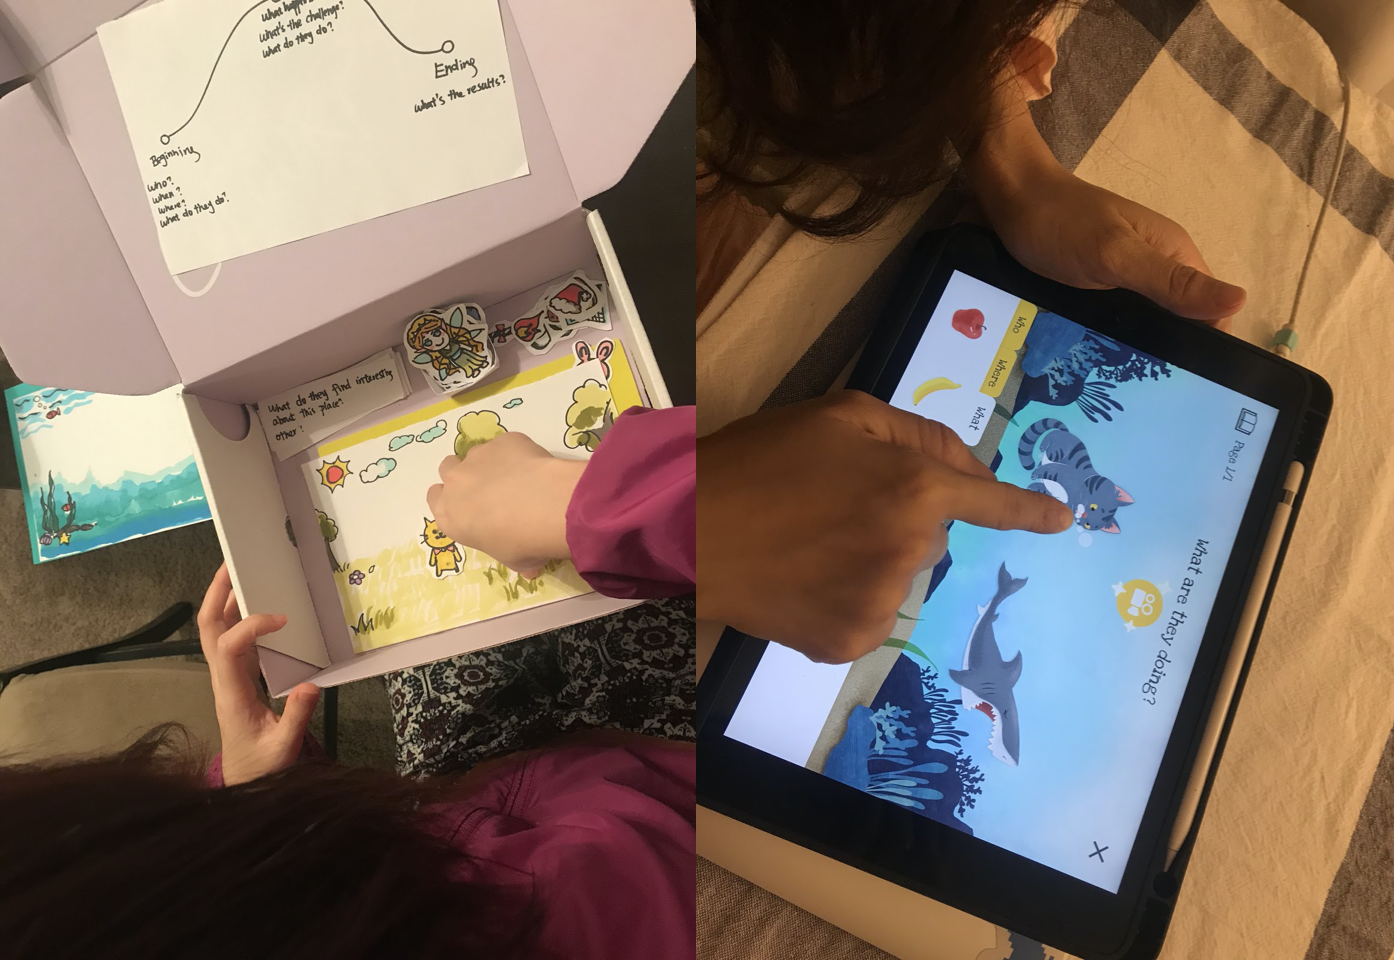 What happens?
What's the challenge?
What do they do?
Ending
What's the results?
Beginning
Who?
When?
Where?
What do they do?
What do they find interesting
about this place?
other?
Page 1/1
What are they doing?
Who
Where
What